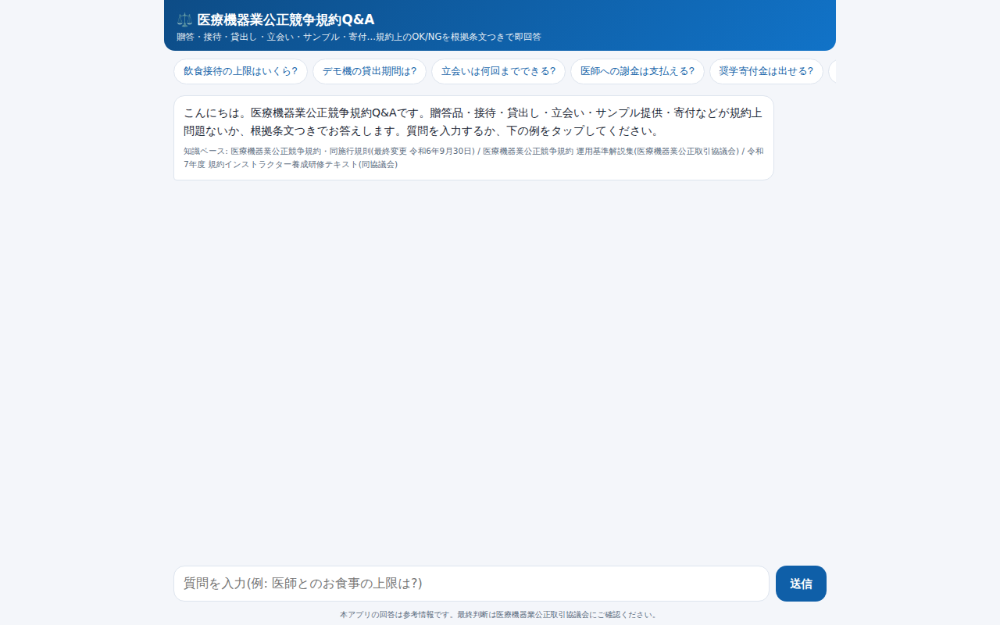 ⚖️ 医療機器業公正競争規約Q&A
贈答・接待・貸出し・立会い・サンプル・寄付…規約上のOK/NGを根拠条文つきで即回答
飲食接待の上限はいくら?
デモ機の貸出期間は?
立会いは何回までできる?
医師への謝金は支払える?
奨学寄付金は出せる?
こんにちは。医療機器業公正競争規約Q&Aです。贈答品・接待・貸出し・立会い・サンプル提供・寄付などが規約上
問題ないか、根拠条文つきでお答えします。質問を入力するか、下の例をタップしてください。
知識ベース: 医療機器業公正競争規約・同施行規則(最終変更 令和6年9月30日) / 医療機器業公正競争規約 運用基準解説集(医療機器業公正取引協議会) / 令和
7年度 規約インストラクター養成研修テキスト(同協議会)
質問を入力(例: 医師とのお食事の上限は?)
送信
本アプリの回答は参考情報です。最終判断は医療機器業公正取引協議会にご確認ください。